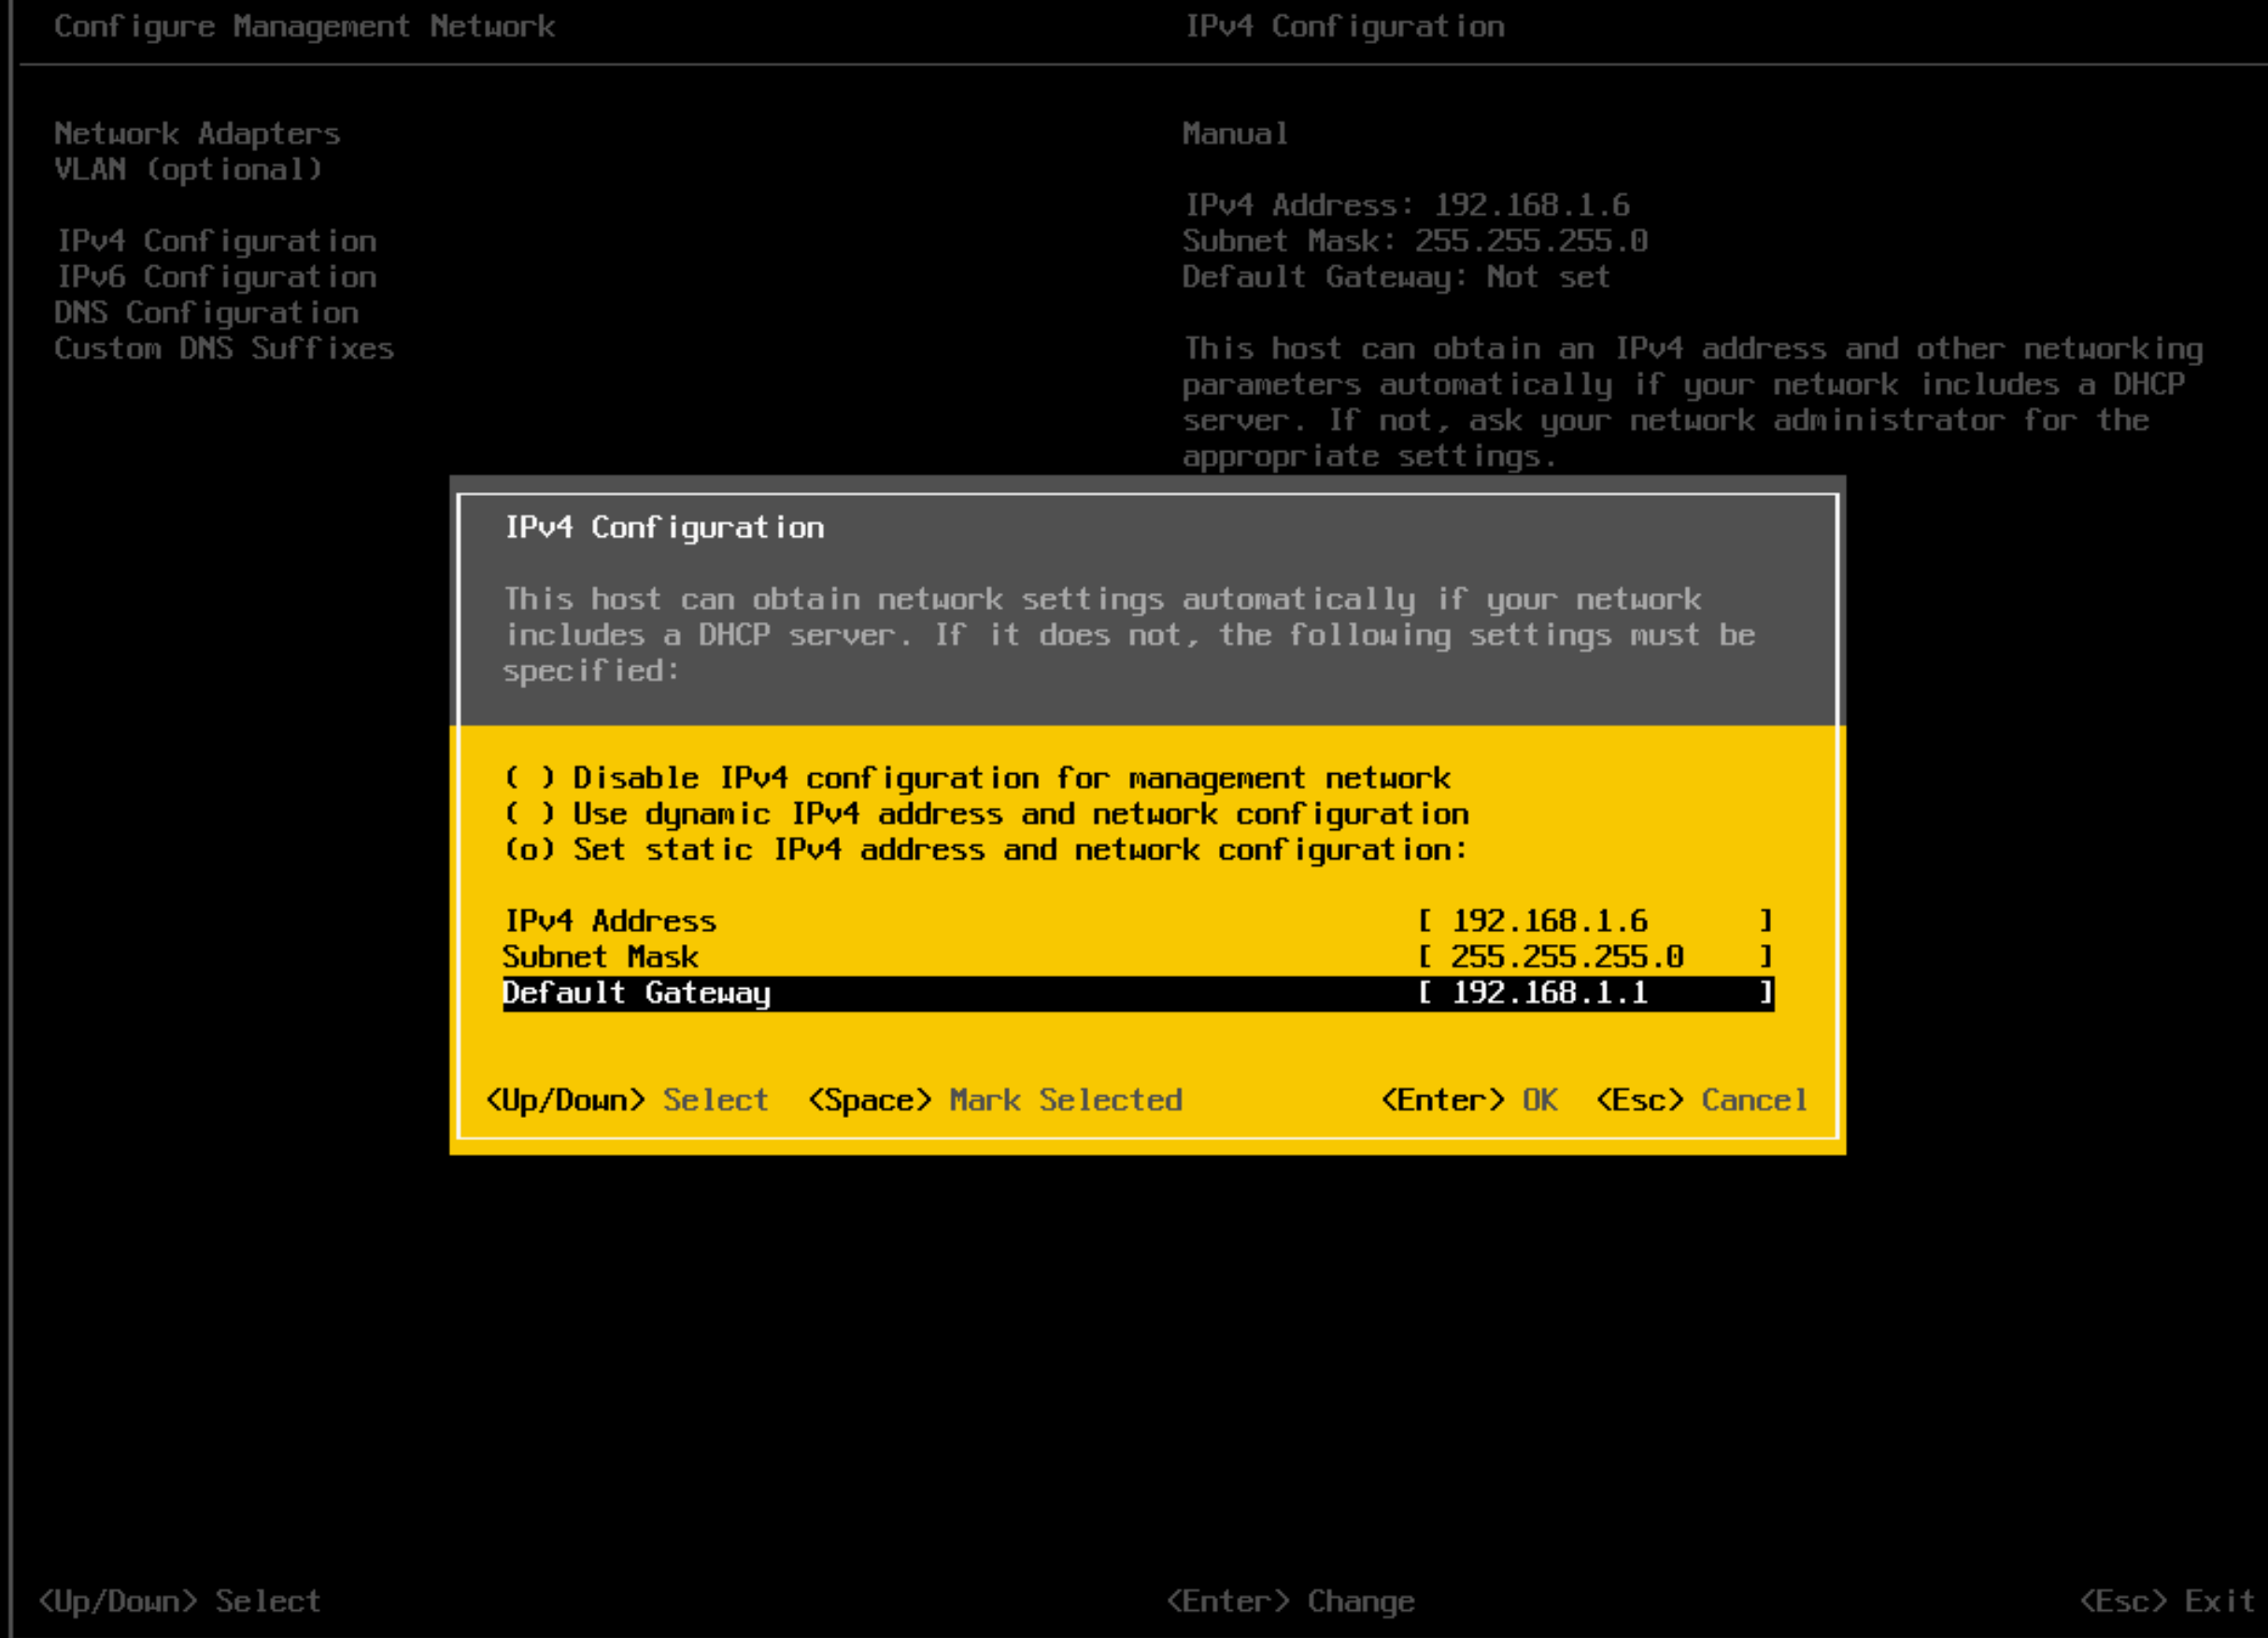 Configure Management Network
IPv4 Configuration
Network Adapters
VLAN (optional)
IPv4 Configuration
IPv6 Configuration
DNS Configuration
Custom DNS Suffixes
Manual
IPv4 Address: 192.168.1.6
Subnet Mask: 255.255.255.0
Default Gateway: Not set
This host can obtain an IPv4 address and other networking
parameters automatically if your network includes a DHCP
server. If not, ask your network administrator for the
appropriate settings.
IPv4 Configuration
This host can obtain network settings automatically if your network
includes a DHCP server. If it does not, the following settings must be
specified:
( ) Disable IPv4 configuration for management network
( ) Use dynamic IPv4 address and network configuration
(o) Set static IPv4 address and network configuration:
IPv4 Address [ 192.168.1.6 ]
Subnet Mask [ 255.255.255.0 ]
Default Gateway [ 192.168.1.1 ]
<Up/Down> Select <Space> Mark Selected <Enter> OK <Esc> Cancel
<Up/Down> Select <Enter> Change <Esc> Exit